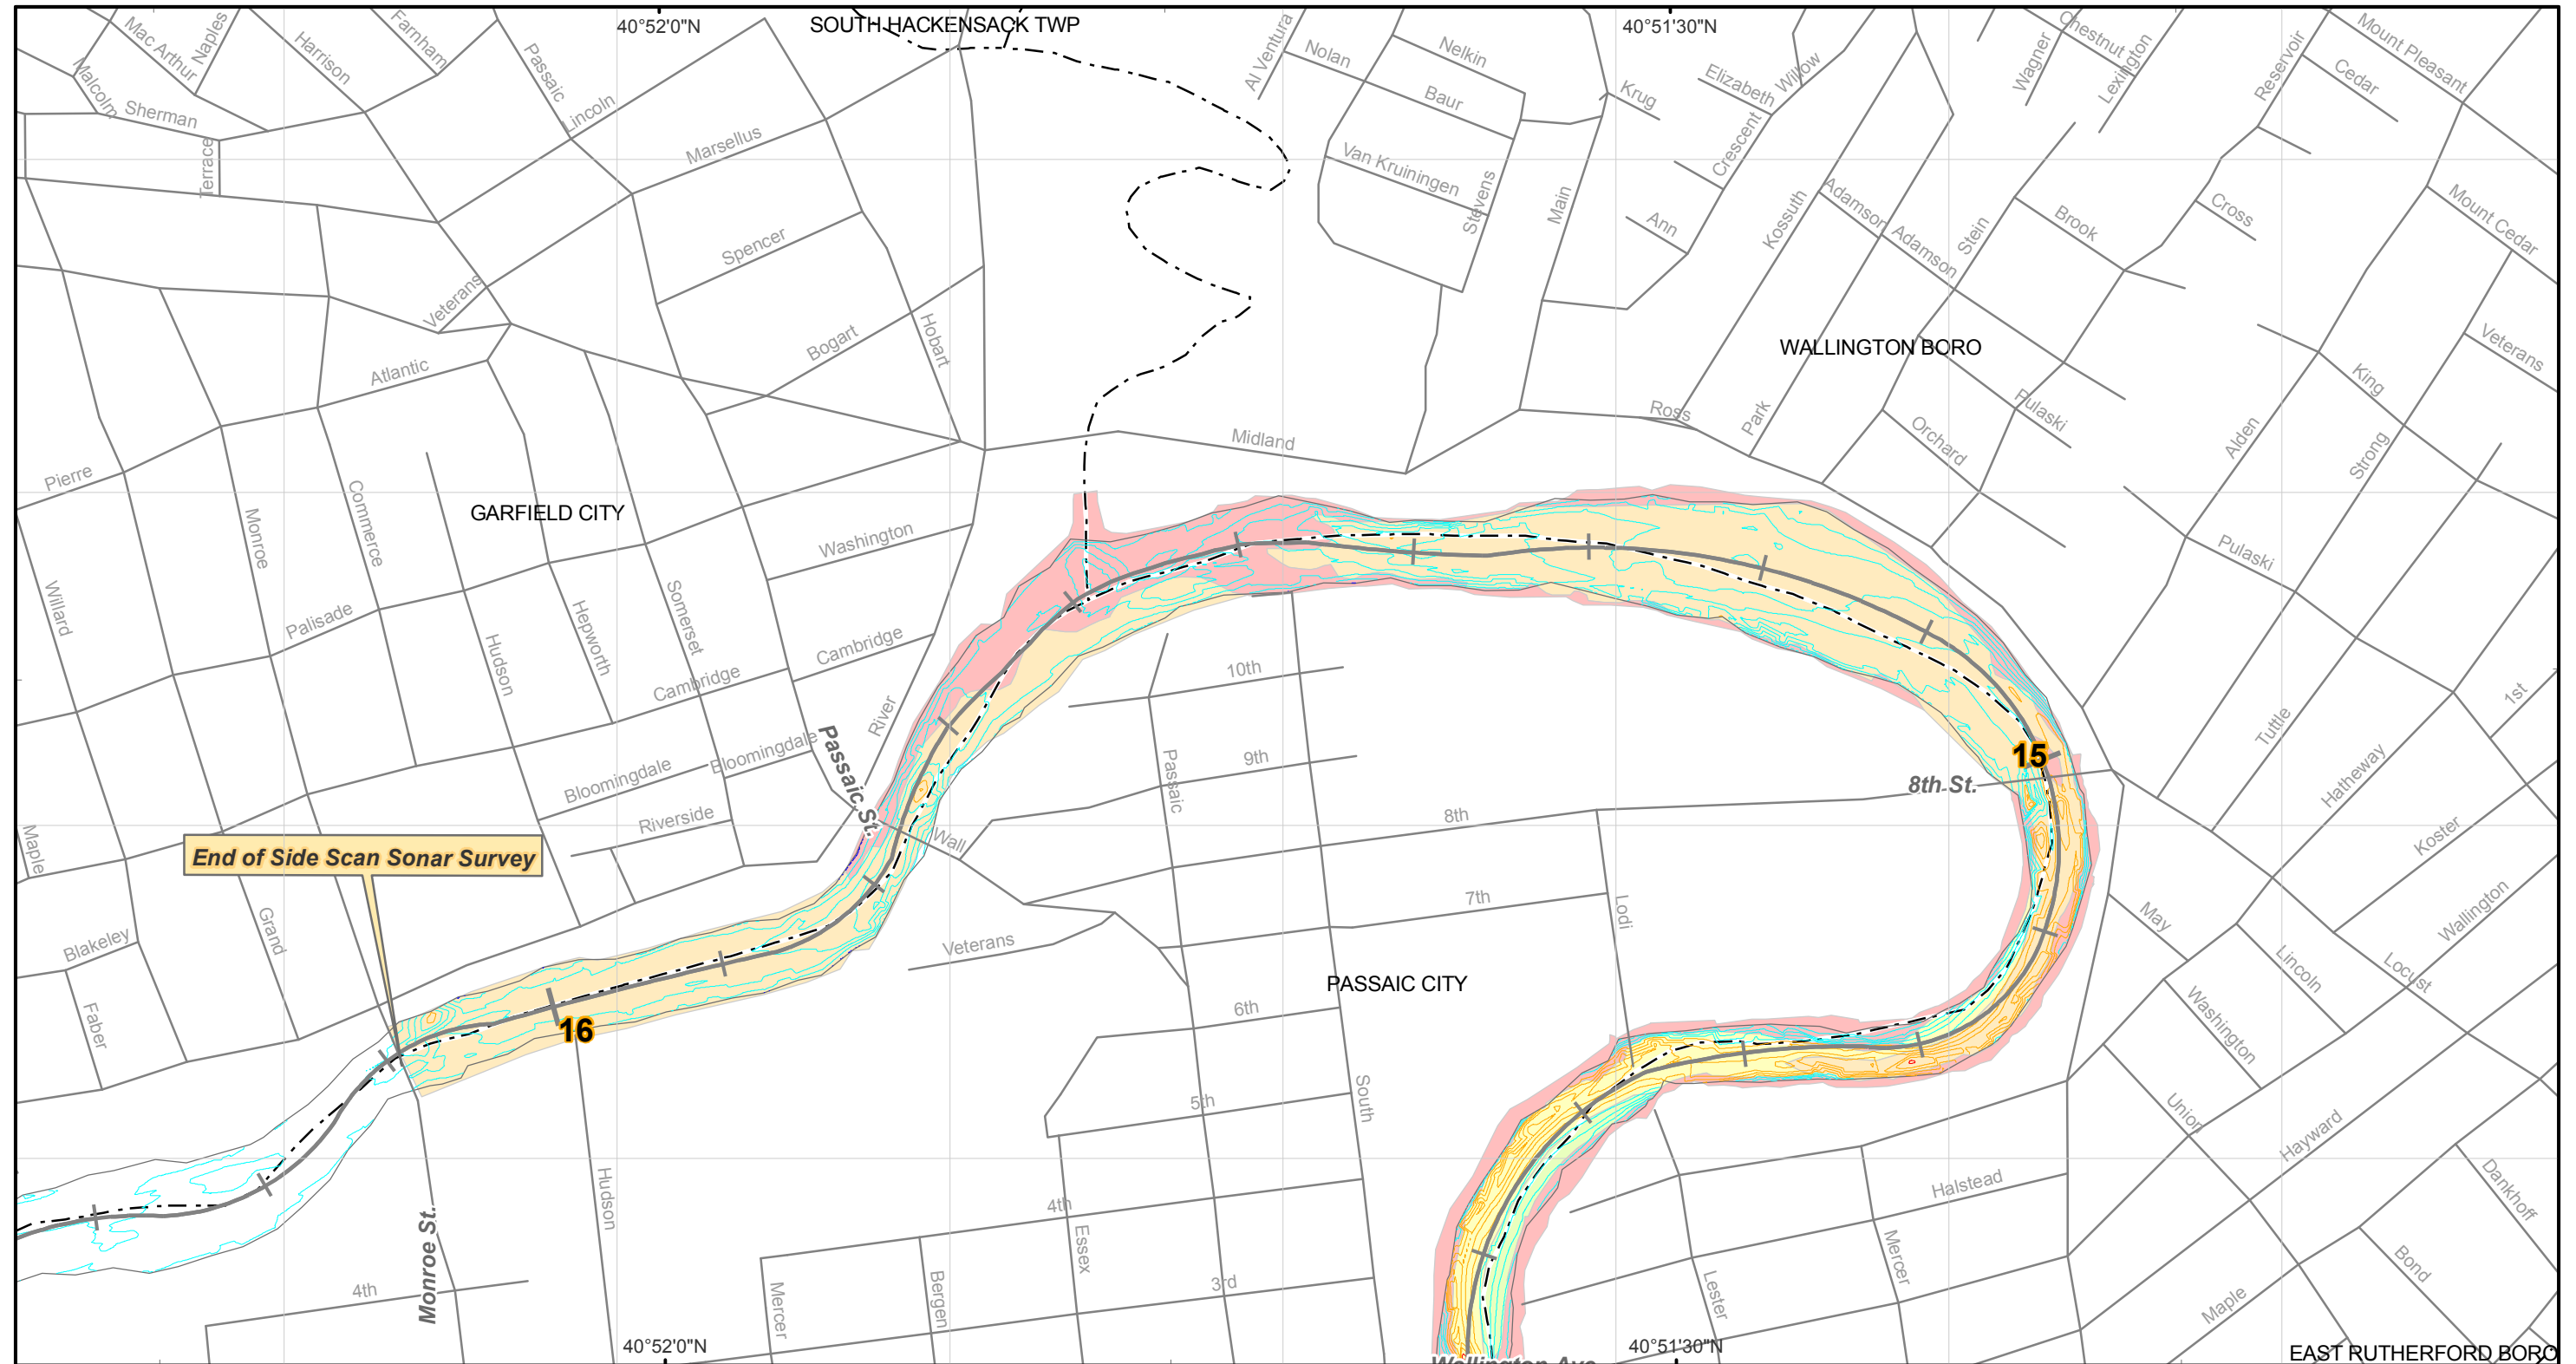 40°52'0"N
SOUTH HACKENSACK TWP
40°51'30"N
Mac Arthur
Naples
Malcolm
Harrison
Farnham
Passaic
Lincoln
Sherman
Terrace
Marsellus
Spencer
Veterans
Bogart
Hobart
Atlantic
Al Ventura
Nolan
Nelkin
Baur
Van Kruiningen
Stevens
Main
Krug
Elizabeth
Willow
Crescent
Ann
Kossuth
Adamson
Adamson
Stein
Wagner
Chestnut
Lexington
Reservoir
Mount Pleasant
Cedar
Cross
Brook
Mount Cedar
WALLINGTON BORO
Veterans
King
Ross
Park
Pulaski
Orchard
Alden
Strong
Midland
Pierre
GARFIELD CITY
Commerce
Monroe
Washington
Willard
Palisade
Hepworth
Somerset
Hudson
Cambridge
Cambridge
River
Passaic St.
Bloomingdale
Bloomingdale
Riverside
Wall
Maple
End of Side Scan Sonar Survey
Grand
Blakeley
Faber
16
10th
9th
Passaic
8th
7th
Lodi
Veterans
PASSAIC CITY
6th
5th
South
4th
Essex
3rd
15
8th St.
Pulaski
Tuttle
1st
Hatheway
Koster
Wallington
May
Lincoln
Locust
Washington
Union
Hayward
Dankhoff
Halstead
Mercer
Lester
Bond
Maple
Hudson
Monroe St.
4th
Mercer
Bergen
40°52'0"N
Wallington Ave
40°51'30"N
EAST RUTHERFORD BORO